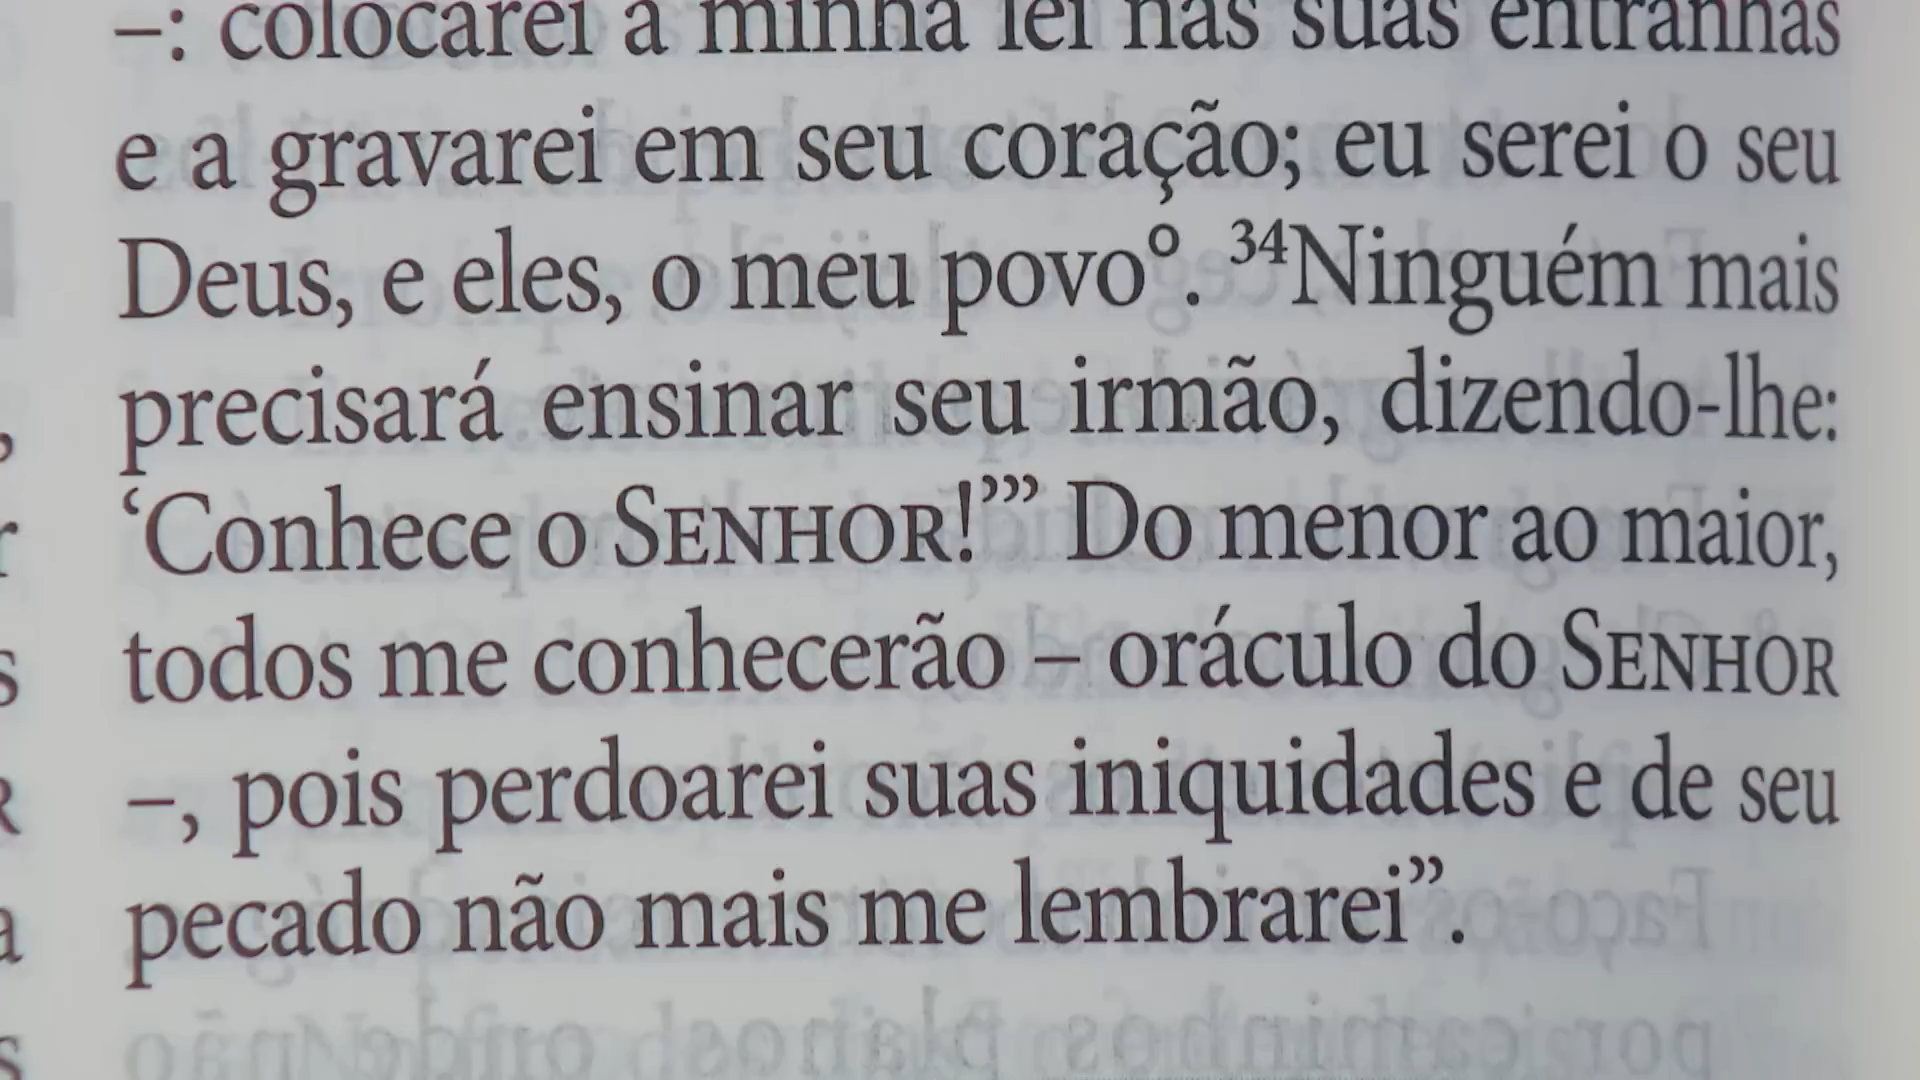 –: colocarei a minha lei nas suas entranhas
e a gravarei em seu coração; eu serei o seu
Deus, e eles, o meu povoº. ³⁴Ninguém mais
precisará ensinar seu irmão, dizendo-lhe:
‘Conhece o SENHOR!’”’ Do menor ao maior,
todos me conhecerão – oráculo do SENHOR
–, pois perdoarei suas iniquidades e de seu
pecado não mais me lembrarei”.